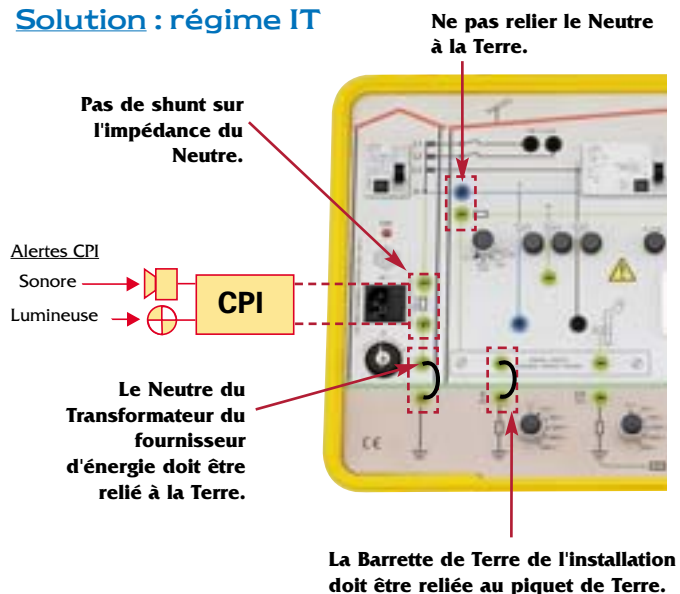 Solution : régime IT
Ne pas relier le Neutre
à la Terre.
Pas de shunt sur
l'impédance du
Neutre.
Alertes CPI
Sonore
Lumineuse
CPI
Le Neutre du
Transformateur du
fournisseur
d'énergie doit être
relié à la Terre.
CE
La Barrette de Terre de l'installation
doit être reliée au piquet de Terre.